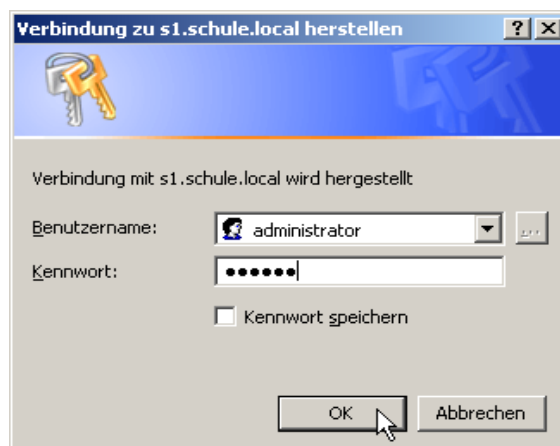 Verbindung zu s1.schule.local herstellen
Verbindung mit s1.schule.local wird hergestellt
Benutzername:
administrator
...
Kennwort:
●●●●●●
Kennwort speichern
OK
Abbrechen